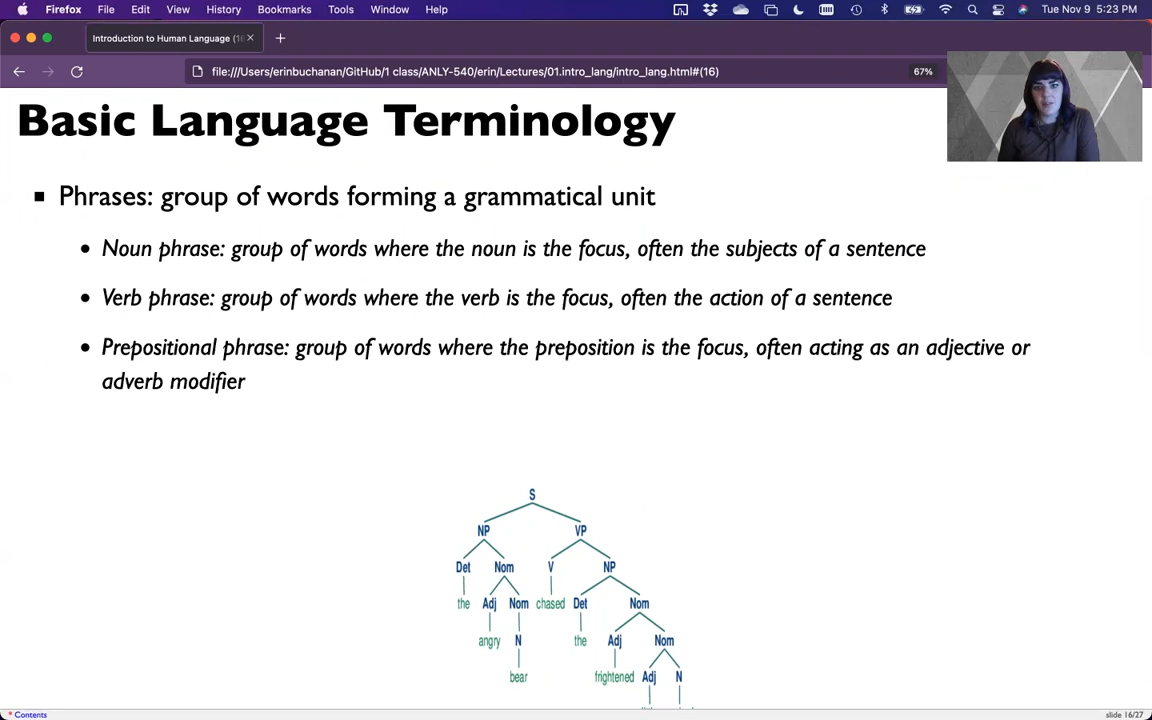 Firefox File Edit View History Bookmarks Tools Window Help Tue Nov 9 5:23 PM
Introduction to Human Language (1
file:///Users/erinbuchanan/GitHub/1 class/ANLY-540/erin/Lectures/01.intro_lang/intro_lang.html#(16) 67%
Basic Language Terminology
Phrases: group of words forming a grammatical unit
Noun phrase: group of words where the noun is the focus, often the subjects of a sentence
Verb phrase: group of words where the verb is the focus, often the action of a sentence
Prepositional phrase: group of words where the preposition is the focus, often acting as an adjective or
adverb modifier
S
NP VP
Det Nom V NP
the Adj Nom chased Det Nom
angry N the Adj Nom
bear frightened Adj N
* Contents slide 16/27